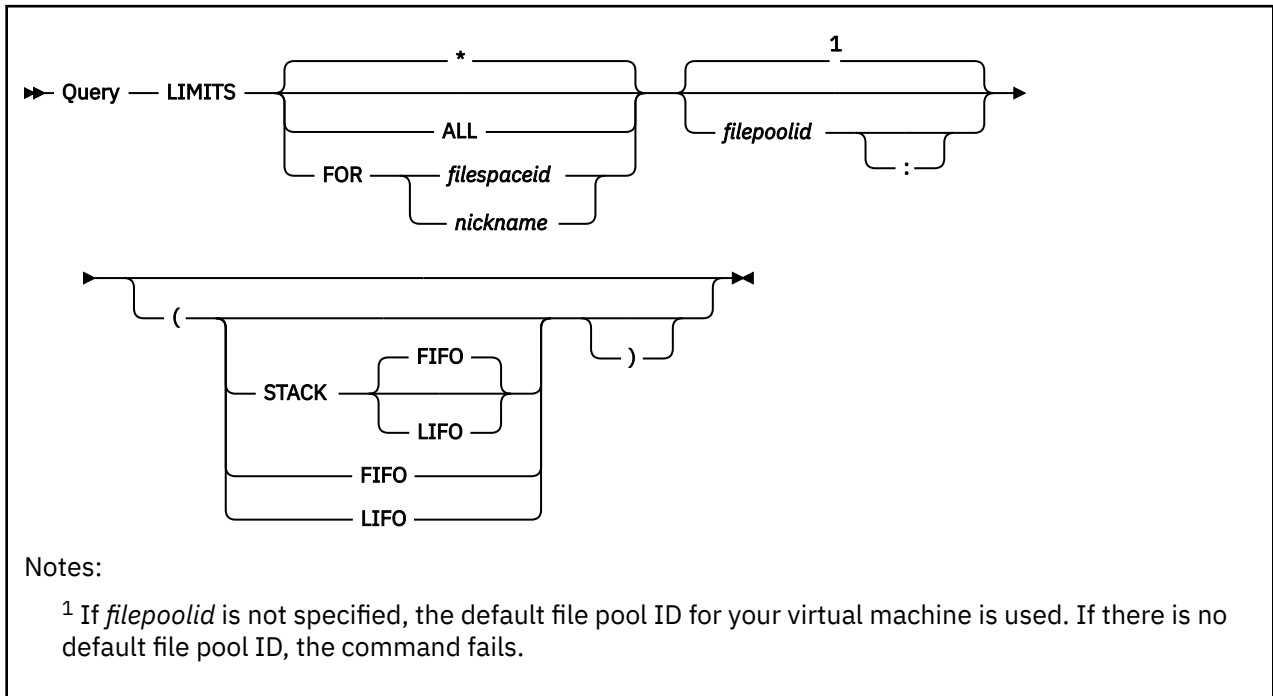 *
1
Query LIMITS
ALL
filepoolid
:
FOR filespaceid
nickname
(
FIFO
)
STACK
LIFO
FIFO
LIFO
Notes:
1 If filepoolid is not specified, the default file pool ID for your virtual machine is used. If there is no
default file pool ID, the command fails.